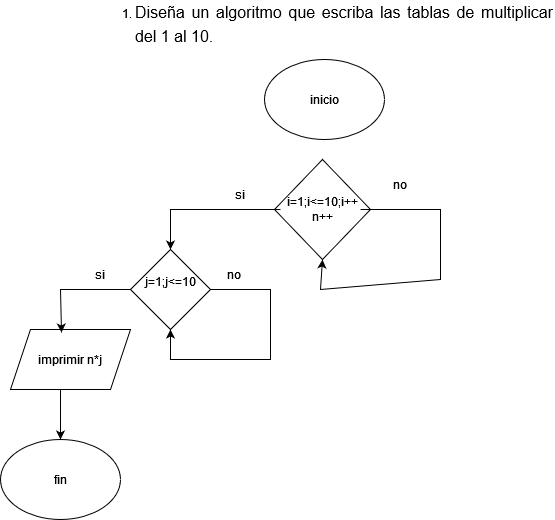 1. Diseña un algoritmo que escriba las tablas de multiplicar
del 1 al 10.
inicio
si
no
i=1;i<=10;i++
n++
si
no
j=1;j<=10
imprimir n*j
fin